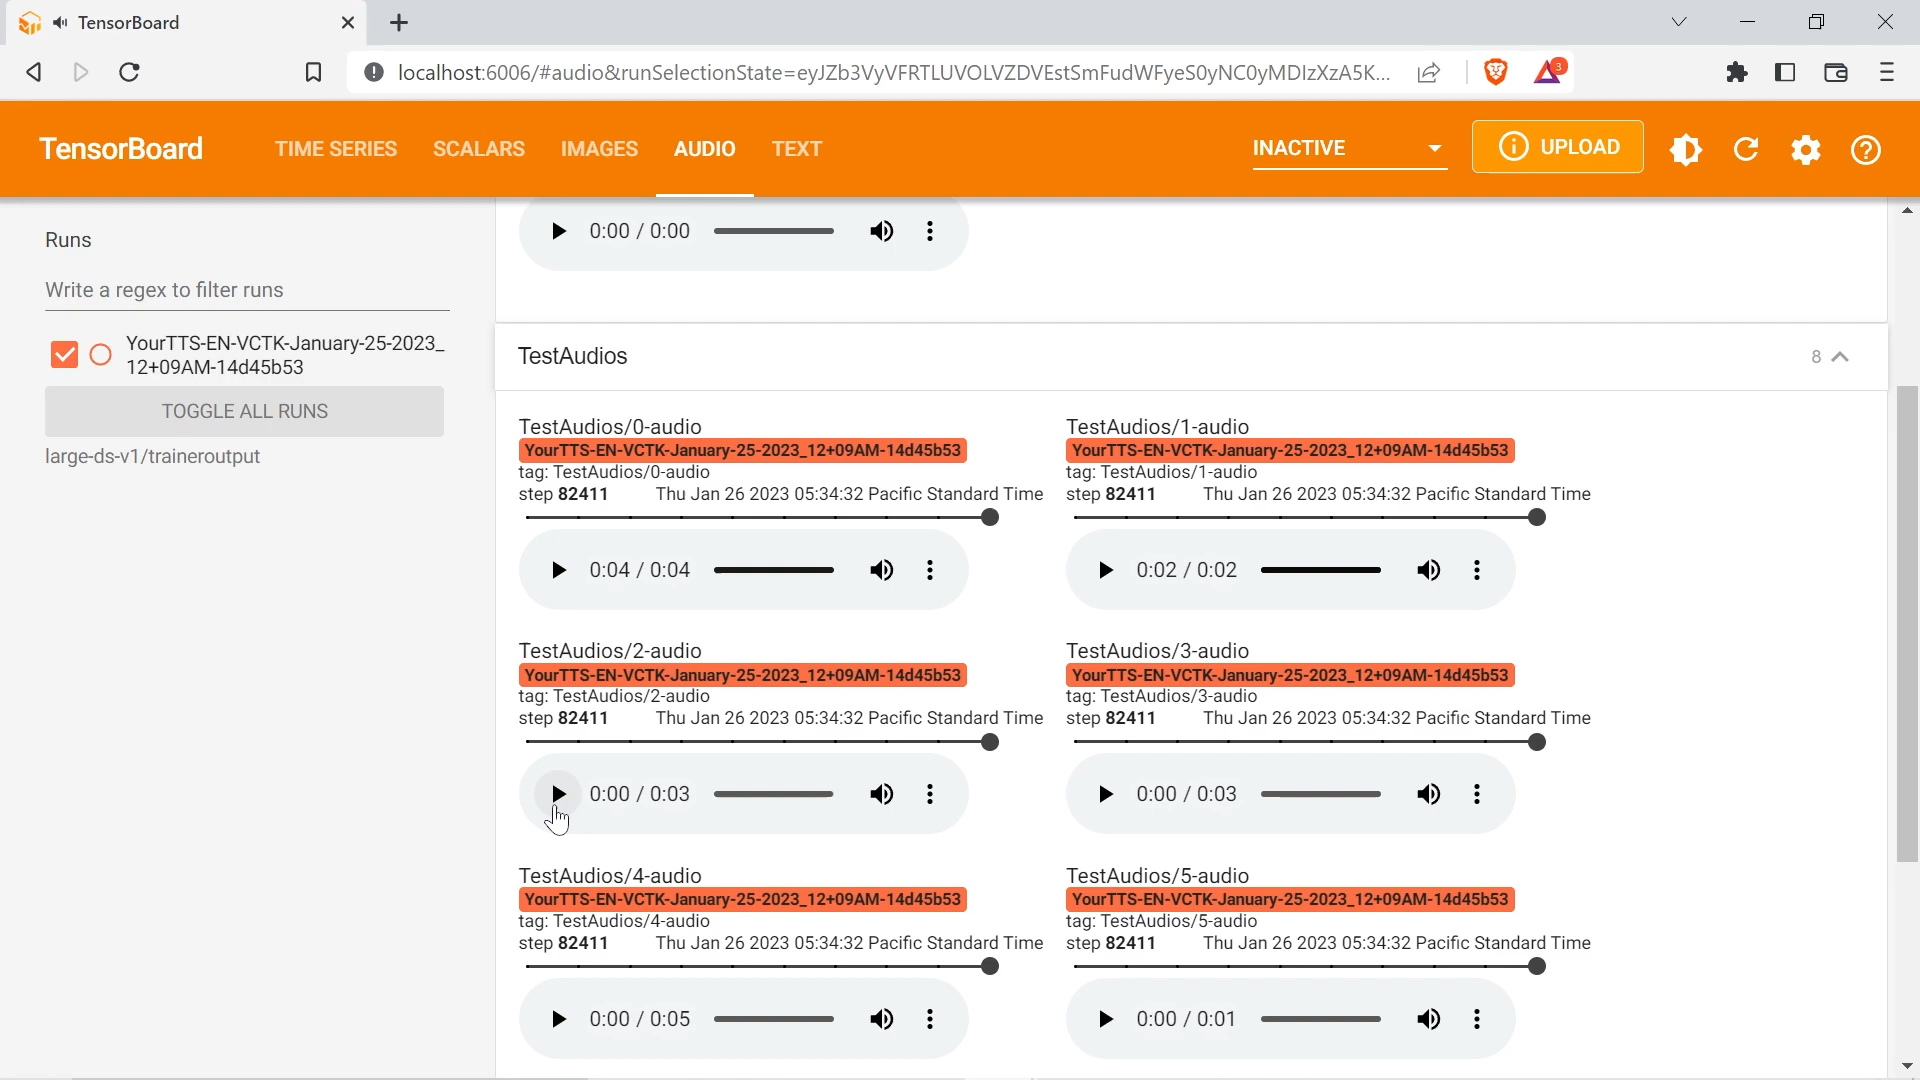 TensorBoard
localhost:6006/#audio&runSelectionState=eyJZb3VyVFRTLUVOLVZDVEstSmFudWFyeS0yNC0yMDIzXzA5K...
3
TensorBoard
TIME SERIES
SCALARS
IMAGES
AUDIO
TEXT
INACTIVE
UPLOAD
Runs
Write a regex to filter runs
YourTTS-EN-VCTK-January-25-2023_
12+09AM-14d45b53
TOGGLE ALL RUNS
large-ds-v1/traineroutput
0:00 / 0:00
TestAudios
8
TestAudios/0-audio
YourTTS-EN-VCTK-January-25-2023_12+09AM-14d45b53
tag: TestAudios/0-audio
step 82411 Thu Jan 26 2023 05:34:32 Pacific Standard Time
0:04 / 0:04
TestAudios/1-audio
YourTTS-EN-VCTK-January-25-2023_12+09AM-14d45b53
tag: TestAudios/1-audio
step 82411 Thu Jan 26 2023 05:34:32 Pacific Standard Time
0:02 / 0:02
TestAudios/2-audio
YourTTS-EN-VCTK-January-25-2023_12+09AM-14d45b53
tag: TestAudios/2-audio
step 82411 Thu Jan 26 2023 05:34:32 Pacific Standard Time
0:00 / 0:03
TestAudios/3-audio
YourTTS-EN-VCTK-January-25-2023_12+09AM-14d45b53
tag: TestAudios/3-audio
step 82411 Thu Jan 26 2023 05:34:32 Pacific Standard Time
0:00 / 0:03
TestAudios/4-audio
YourTTS-EN-VCTK-January-25-2023_12+09AM-14d45b53
tag: TestAudios/4-audio
step 82411 Thu Jan 26 2023 05:34:32 Pacific Standard Time
0:00 / 0:05
TestAudios/5-audio
YourTTS-EN-VCTK-January-25-2023_12+09AM-14d45b53
tag: TestAudios/5-audio
step 82411 Thu Jan 26 2023 05:34:32 Pacific Standard Time
0:00 / 0:01